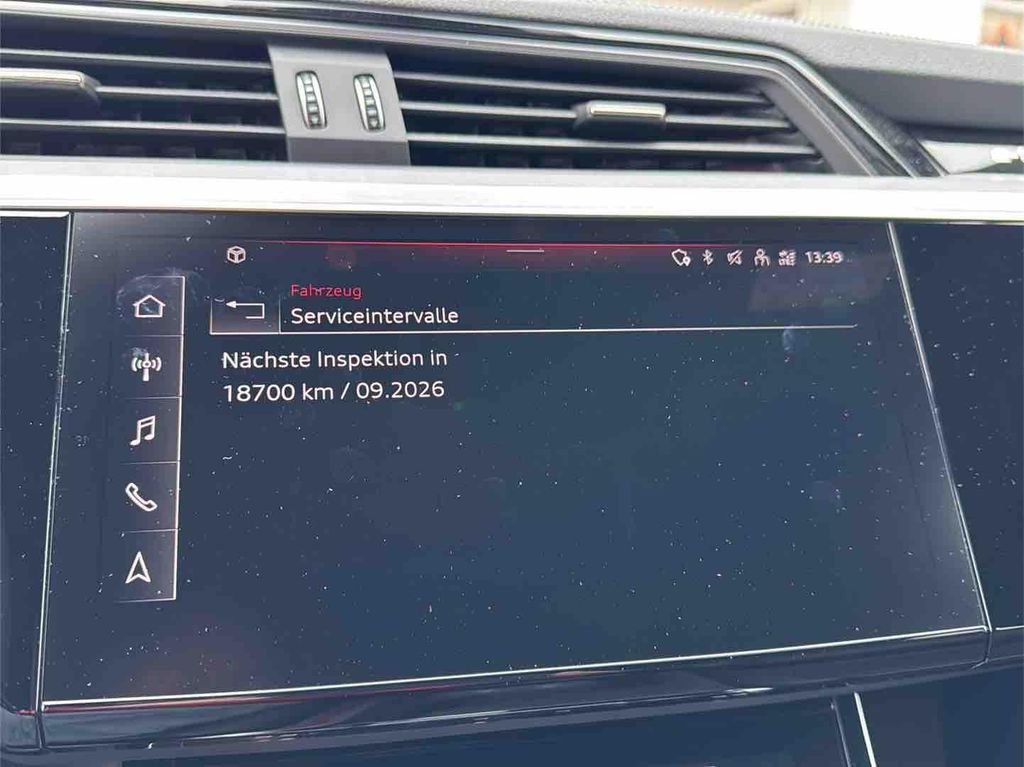 13:39
Fahrzeug
Serviceintervalle
Nächste Inspektion in
18700 km / 09.2026